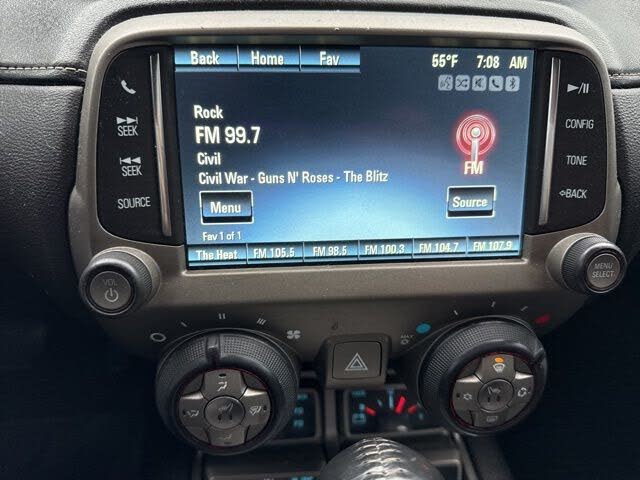 Back Home Fav 55°F 7:08 AM
Rock
FM 99.7
Civil
Civil War - Guns N' Roses - The Blitz
FM
Menu
Source
Fav 1 of 1
The Heat FM 105.5 FM 98.5 FM 100.3 FM 104.7 FM 107.9
SEEK
SEEK
SOURCE
CONFIG
TONE
BACK
VOL
MENU
SELECT
MAX